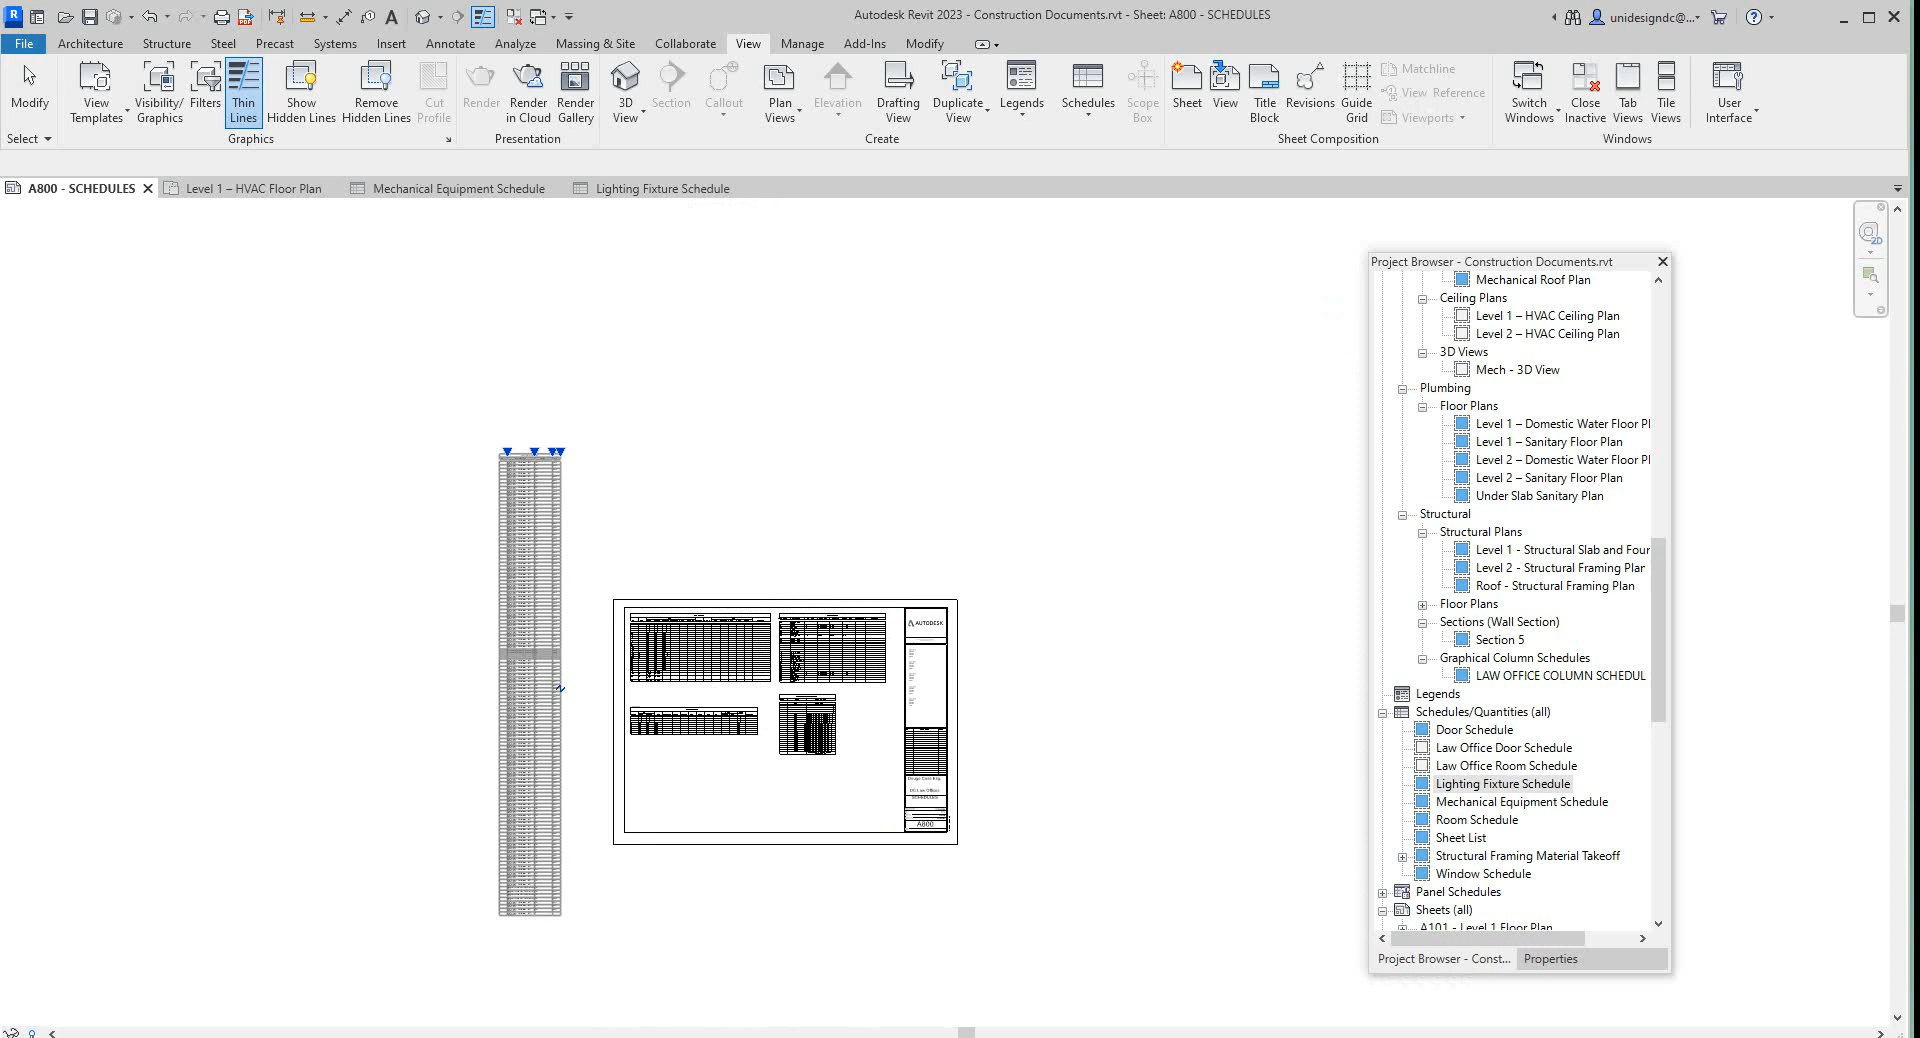 Autodesk Revit 2023 - Construction Documents.rvt - Sheet: A800 - SCHEDULES
unidesigndc@...
File Architecture Structure Steel Precast Systems Insert Annotate Analyze Massing & Site Collaborate View Manage Add-Ins Modify
Modify
View Templates
Visibility/ Graphics
Filters
Thin Lines
Show Hidden Lines
Remove Hidden Lines
Cut Profile
Render
Render in Cloud
Render Gallery
3D View
Section
Callout
Plan Views
Elevation
Drafting View
Duplicate View
Legends
Schedules
Scope Box
Sheet
View
Title Block
Revisions
Guide Grid
Matchline
View Reference
Viewports
Switch Windows
Close Inactive
Tab Views
Tile Views
User Interface
Select Graphics Presentation Create Sheet Composition Windows
A800 - SCHEDULES Level 1 – HVAC Floor Plan Mechanical Equipment Schedule Lighting Fixture Schedule
2D
AUTODESK
SCHEDULES
A800
Project Browser - Construction Documents.rvt
Mechanical Roof Plan
Ceiling Plans
Level 1 – HVAC Ceiling Plan
Level 2 – HVAC Ceiling Plan
3D Views
Mech - 3D View
Plumbing
Floor Plans
Level 1 – Domestic Water Floor Pl
Level 1 – Sanitary Floor Plan
Level 2 – Domestic Water Floor Pl
Level 2 – Sanitary Floor Plan
Under Slab Sanitary Plan
Structural
Structural Plans
Level 1 - Structural Slab and Four
Level 2 - Structural Framing Plar
Roof - Structural Framing Plan
Floor Plans
Sections (Wall Section)
Section 5
Graphical Column Schedules
LAW OFFICE COLUMN SCHEDUL
Legends
Schedules/Quantities (all)
Door Schedule
Law Office Door Schedule
Law Office Room Schedule
Lighting Fixture Schedule
Mechanical Equipment Schedule
Room Schedule
Sheet List
Structural Framing Material Takeoff
Window Schedule
Panel Schedules
Sheets (all)
A101 - Level 1 Floor Plan
Project Browser - Const... Properties